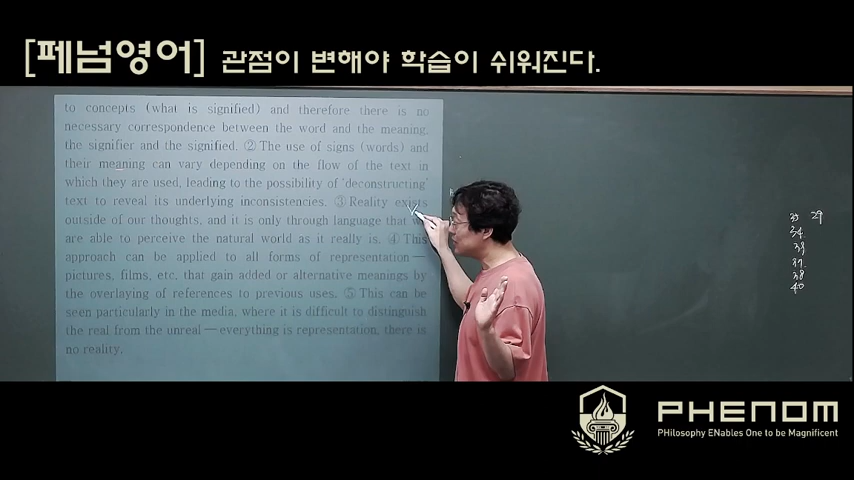 [페넘영어] 관점이 변해야 학습이 쉬워진다.
to concepts (what is signified) and therefore there is no
necessary correspondence between the word and the meaning,
the signifier and the signified. ② The use of signs (words) and
their meaning can vary depending on the flow of the text in
which they are used, leading to the possibility of ‘deconstructing’
text to reveal its underlying inconsistencies. ③ Reality exists
outside of our thoughts, and it is only through language that
are able to perceive the natural world as it really is. ④ This
approach can be applied to all forms of representation —
pictures, films, etc. that gain added or alternative meanings by
the overlaying of references to previous uses. ⑤ This can be
seen particularly in the media, where it is difficult to distinguish
the real from the unreal — everything is representation, there is
no reality.
29
34
37
38
40
PHENOM
PHilosophy ENables One to be Magnificent